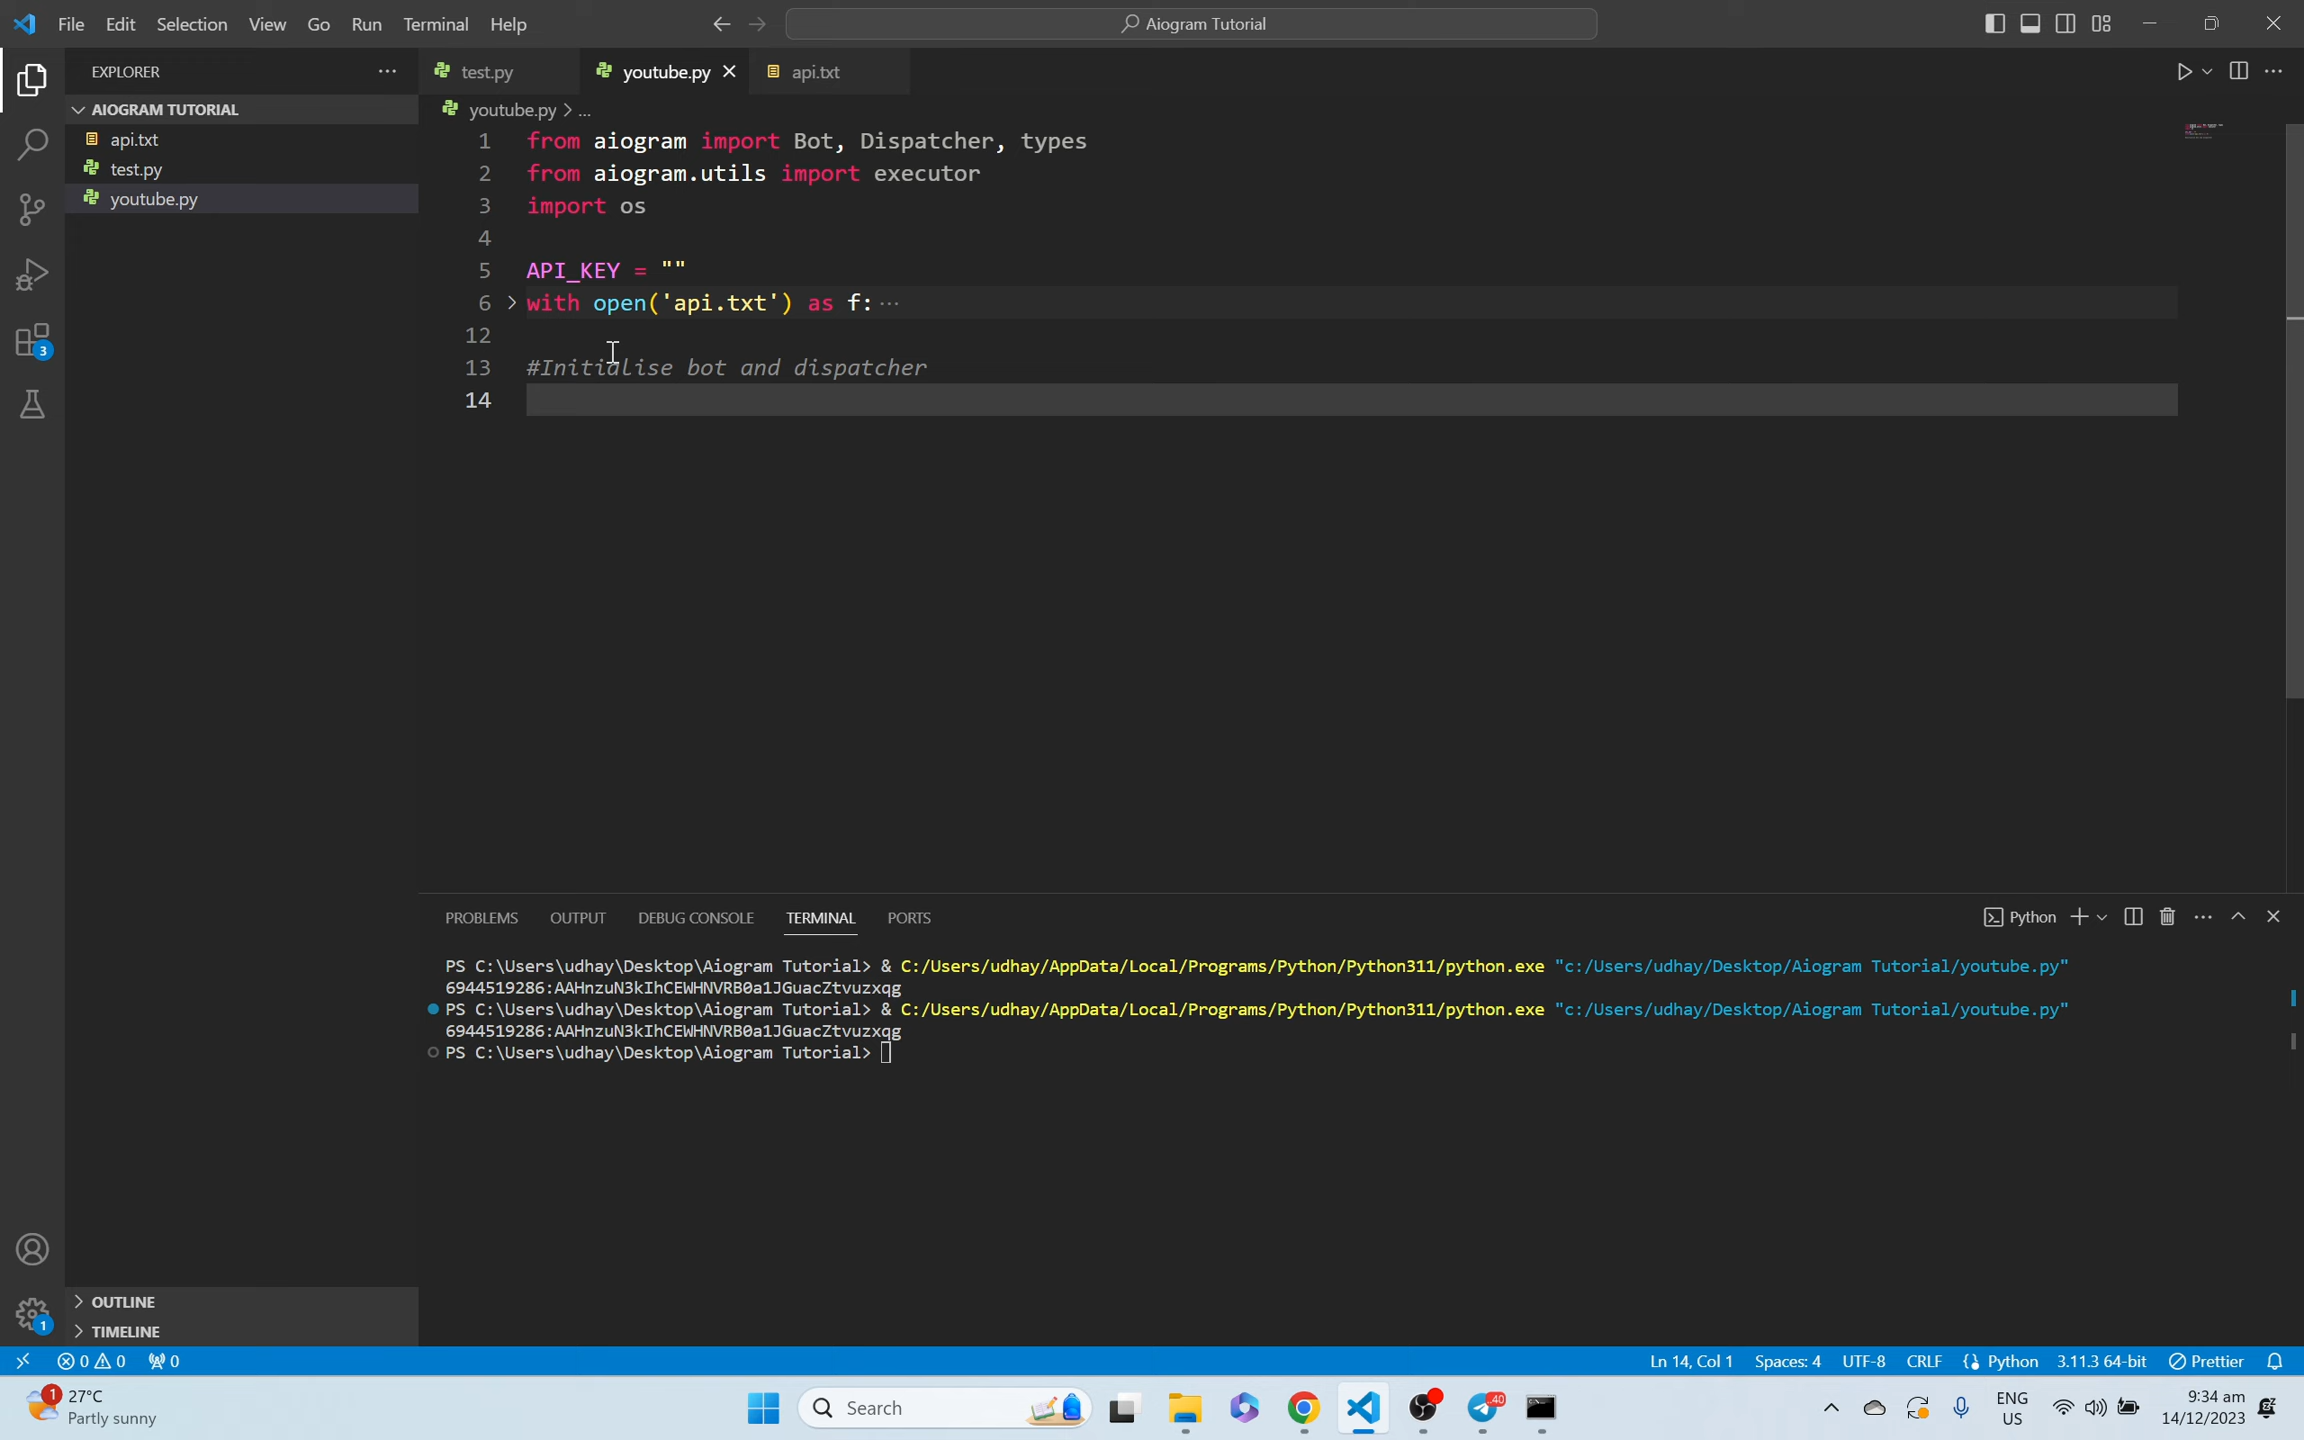 File Edit Selection View Go Run Terminal Help
Aiogram Tutorial
EXPLORER
test.py
youtube.py
api.txt
AIOGRAM TUTORIAL
api.txt
test.py
youtube.py
youtube.py > ...
1 from aiogram import Bot, Dispatcher, types
2 from aiogram.utils import executor
3 import os
4
5 API_KEY = ""
6 with open('api.txt') as f:···
12
13 #Initialise bot and dispatcher
14
3
PROBLEMS OUTPUT DEBUG CONSOLE TERMINAL PORTS
Python
PS C:\Users\udhay\Desktop\Aiogram Tutorial> & C:/Users/udhay/AppData/Local/Programs/Python/Python311/python.exe "c:/Users/udhay/Desktop/Aiogram Tutorial/youtube.py"
6944519286:AAHnzuN3kIhCEWHNVRB0a1JGuacZtvuzxqg
PS C:\Users\udhay\Desktop\Aiogram Tutorial> & C:/Users/udhay/AppData/Local/Programs/Python/Python311/python.exe "c:/Users/udhay/Desktop/Aiogram Tutorial/youtube.py"
6944519286:AAHnzuN3kIhCEWHNVRB0a1JGuacZtvuzxqg
PS C:\Users\udhay\Desktop\Aiogram Tutorial>
OUTLINE
1
TIMELINE
0 0 0
Ln 14, Col 1 Spaces: 4 UTF-8 CRLF Python 3.11.3 64-bit Prettier
1
27°C
Partly sunny
Search
40
ENG
US
9:34 am
14/12/2023